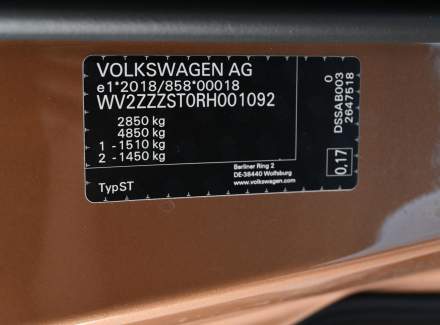 VOLKSWAGEN AG
e1*2018/858*00018
WV2ZZZST0RH001092
2850 kg
4850 kg
1 - 1510 kg
2 - 1450 kg
TypST
Berliner Ring 2
DE-38440 Wolfsburg
www.volkswagen.com
0
DSSAB003
2647518
0,17